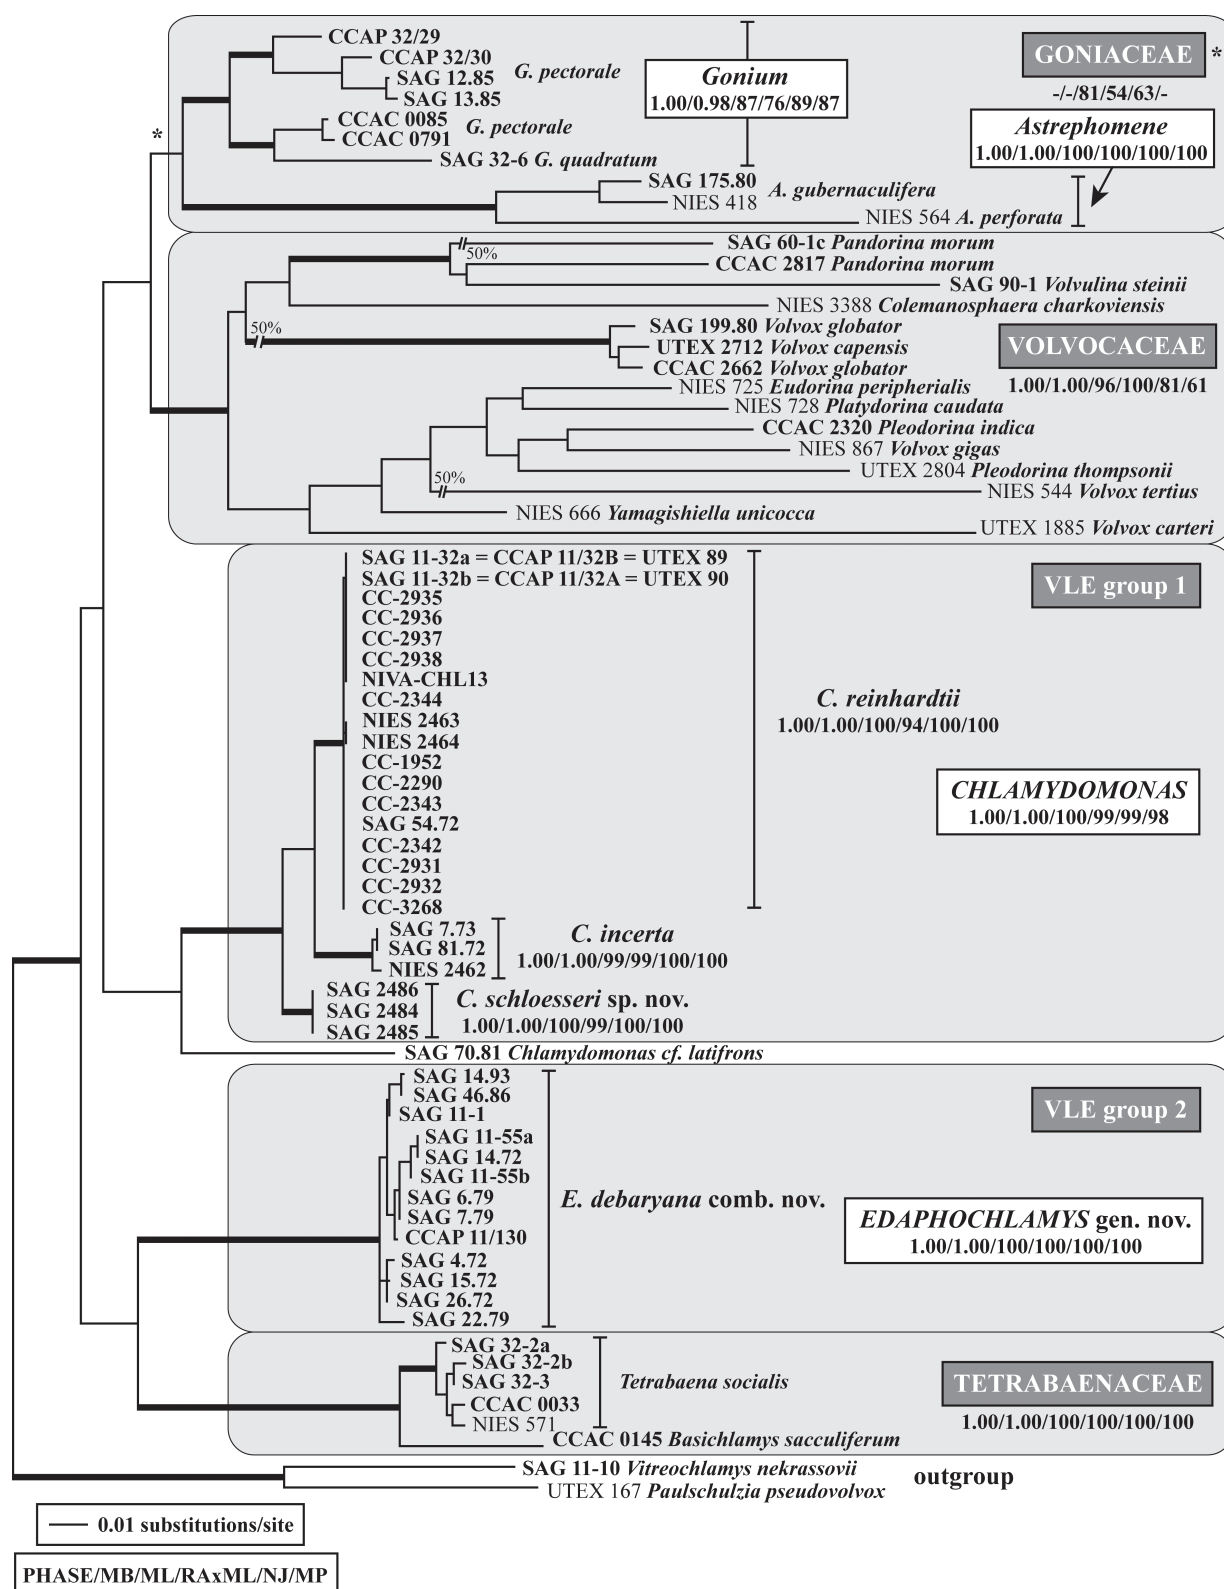 CCAP 32/29
CCAP 32/30
SAG 12.85
SAG 13.85
G. pectorale
CCAC 0085
CCAC 0791
G. pectorale
SAG 32-6 G. quadratum
Gonium
1.00/0.98/87/76/89/87
GONIACEAE *
-/-/81/54/63/-
Astrephomene
1.00/1.00/100/100/100/100
*
SAG 175.80
NIES 418
A. gubernaculifera
NIES 564 A. perforata
SAG 60-1c Pandorina morum
50%
CCAC 2817 Pandorina morum
SAG 90-1 Volvulina steinii
NIES 3388 Colemanosphaera charkoviensis
50%
SAG 199.80 Volvox globator
UTEX 2712 Volvox capensis
CCAC 2662 Volvox globator
VOLVOCACEAE
1.00/1.00/96/100/81/61
NIES 725 Eudorina peripherialis
NIES 728 Platydorina caudata
CCAC 2320 Pleodorina indica
NIES 867 Volvox gigas
UTEX 2804 Pleodorina thompsonii
50%
NIES 544 Volvox tertius
NIES 666 Yamagishiella unicocca
UTEX 1885 Volvox carteri
SAG 11-32a = CCAP 11/32B = UTEX 89
SAG 11-32b = CCAP 11/32A = UTEX 90
CC-2935
CC-2936
CC-2937
CC-2938
NIVA-CHL13
CC-2344
NIES 2463
NIES 2464
CC-1952
CC-2290
CC-2343
SAG 54.72
CC-2342
CC-2931
CC-2932
CC-3268
VLE group 1
C. reinhardtii
1.00/1.00/100/94/100/100
CHLAMYDOMONAS
1.00/1.00/100/99/99/98
SAG 7.73
SAG 81.72
NIES 2462
C. incerta
1.00/1.00/99/99/100/100
SAG 2486
SAG 2484
SAG 2485
C. schloesseri sp. nov.
1.00/1.00/100/99/100/100
SAG 70.81 Chlamydomonas cf. latifrons
SAG 14.93
SAG 46.86
SAG 11-1
SAG 11-55a
SAG 14.72
SAG 11-55b
SAG 6.79
SAG 7.79
CCAP 11/130
SAG 4.72
SAG 15.72
SAG 26.72
SAG 22.79
VLE group 2
E. debaryana comb. nov.
EDAPHOCHLAMYS gen. nov.
1.00/1.00/100/100/100/100
SAG 32-2a
SAG 32-2b
SAG 32-3
CCAC 0033
NIES 571
Tetrabaena socialis
CCAC 0145 Basichlamys sacculiferum
TETRABAENACEAE
1.00/1.00/100/100/100/100
SAG 11-10 Vitreochlamys nekrassovii
UTEX 167 Paulschulzia pseudovolvox
outgroup
0.01 substitutions/site
PHASE/MB/ML/RAxML/NJ/MP